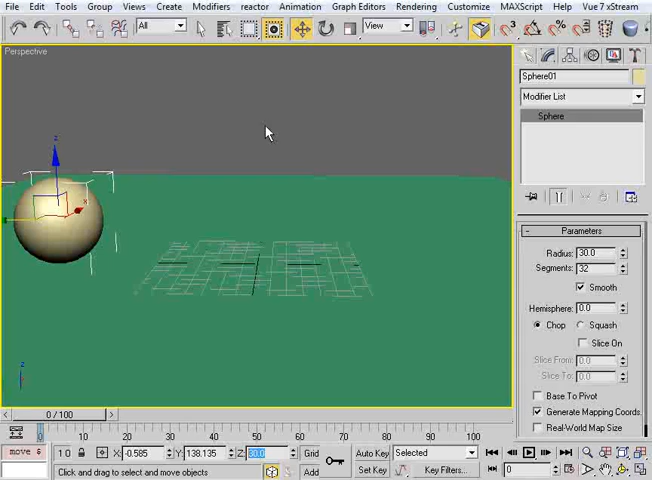 File Edit Tools Group Views Create Modifiers reactor Animation Graph Editors Rendering Customize MAXScript Vue 7 xStream
All View
Perspective
Sphere01
Modifier List
Sphere
Parameters
Radius: 30.0
Segments: 32
Smooth
Hemisphere: 0.0
Chop Squash
Slice On
Slice From: 0.0
Slice To: 0.0
Base To Pivot
Generate Mapping Coords.
Real-World Map Size
z
x
z
0 / 100
0 10 20 30 40 50 60 70 80 90 100
move 1 0 X: -0.585 Y: 138.135 Z: 30.0 Grid Auto Key Selected
Click and drag to select and move objects Add Set Key Key Filters... 0